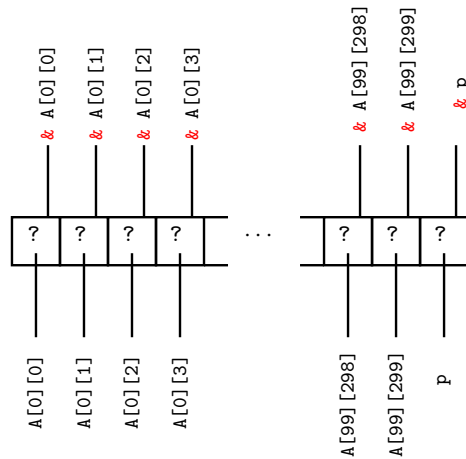 & A[0][0]
& A[0][1]
& A[0][2]
& A[0][3]
& A[99][298]
& A[99][299]
& p
? ? ? ? ... ? ? ?
A[0][0]
A[0][1]
A[0][2]
A[0][3]
A[99][298]
A[99][299]
p